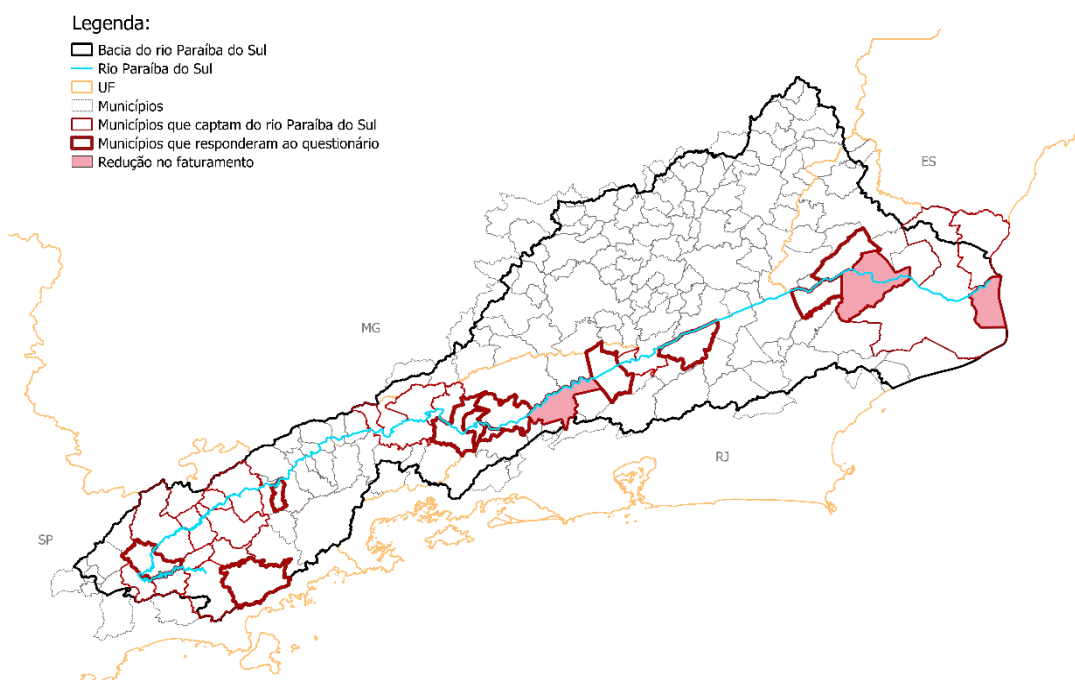 Legenda:
Bacia do rio Paraíba do Sul
Rio Paraíba do Sul
UF
Municípios
Municípios que captam do rio Paraíba do Sul
Municípios que responderam ao questionário
Redução no faturamento
ES
MG
RJ
SP